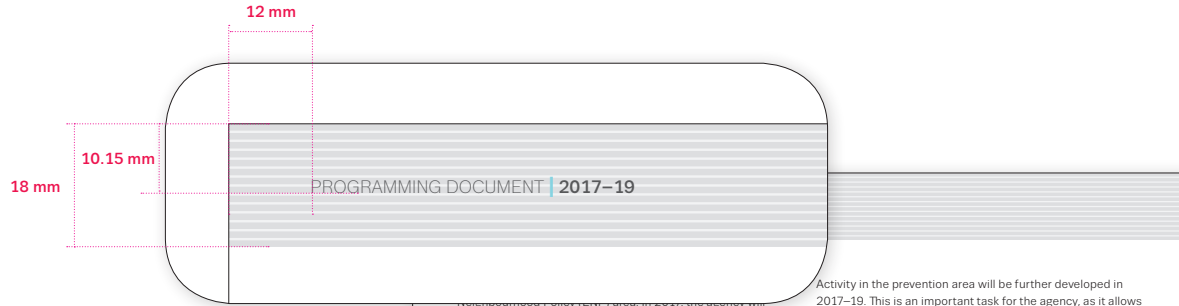 12 mm
10.15 mm
18 mm
PROGRAMMING DOCUMENT | 2017–19
Activity in the prevention area will be further developed in
2017–19. This is an important task for the agency, as it allows